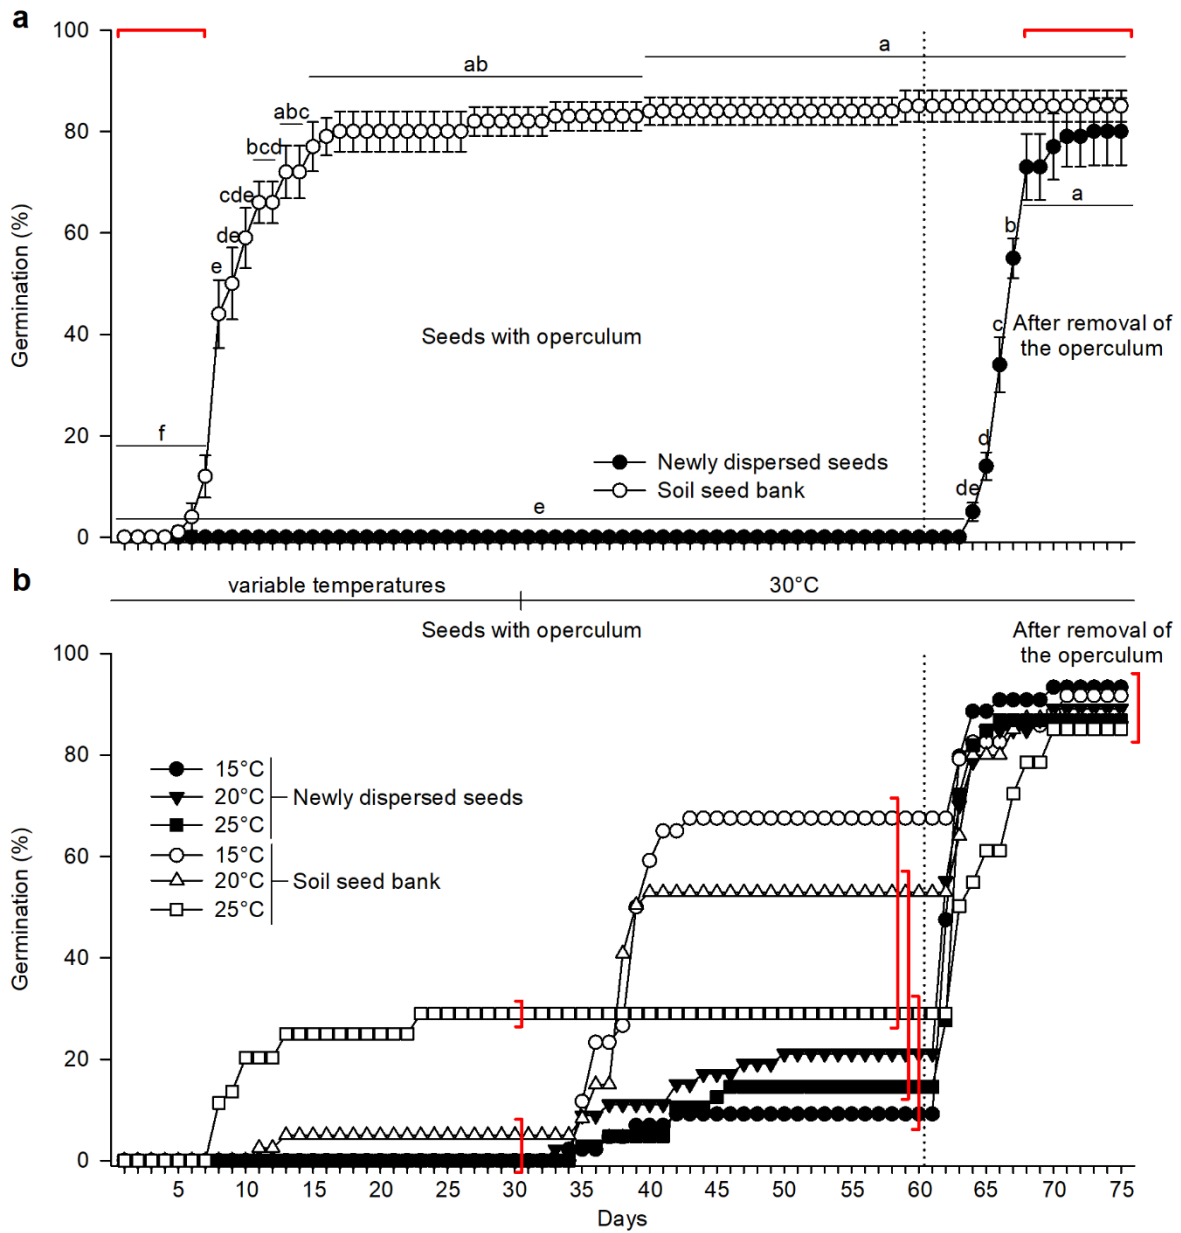 a
100
80
60
40
20
0
Germination (%)
a
ab
abc
bcd
cde
de
e
f
Seeds with operculum
After removal of
the operculum
a
b
c
d
de
e
Newly dispersed seeds
Soil seed bank
b
variable temperatures
30°C
Seeds with operculum
After removal of
the operculum
100
80
60
40
20
0
Germination (%)
15°C
20°C
Newly dispersed seeds
25°C
15°C
20°C
Soil seed bank
25°C
5 10 15 20 25 30 35 40 45 50 55 60 65 70 75
Days